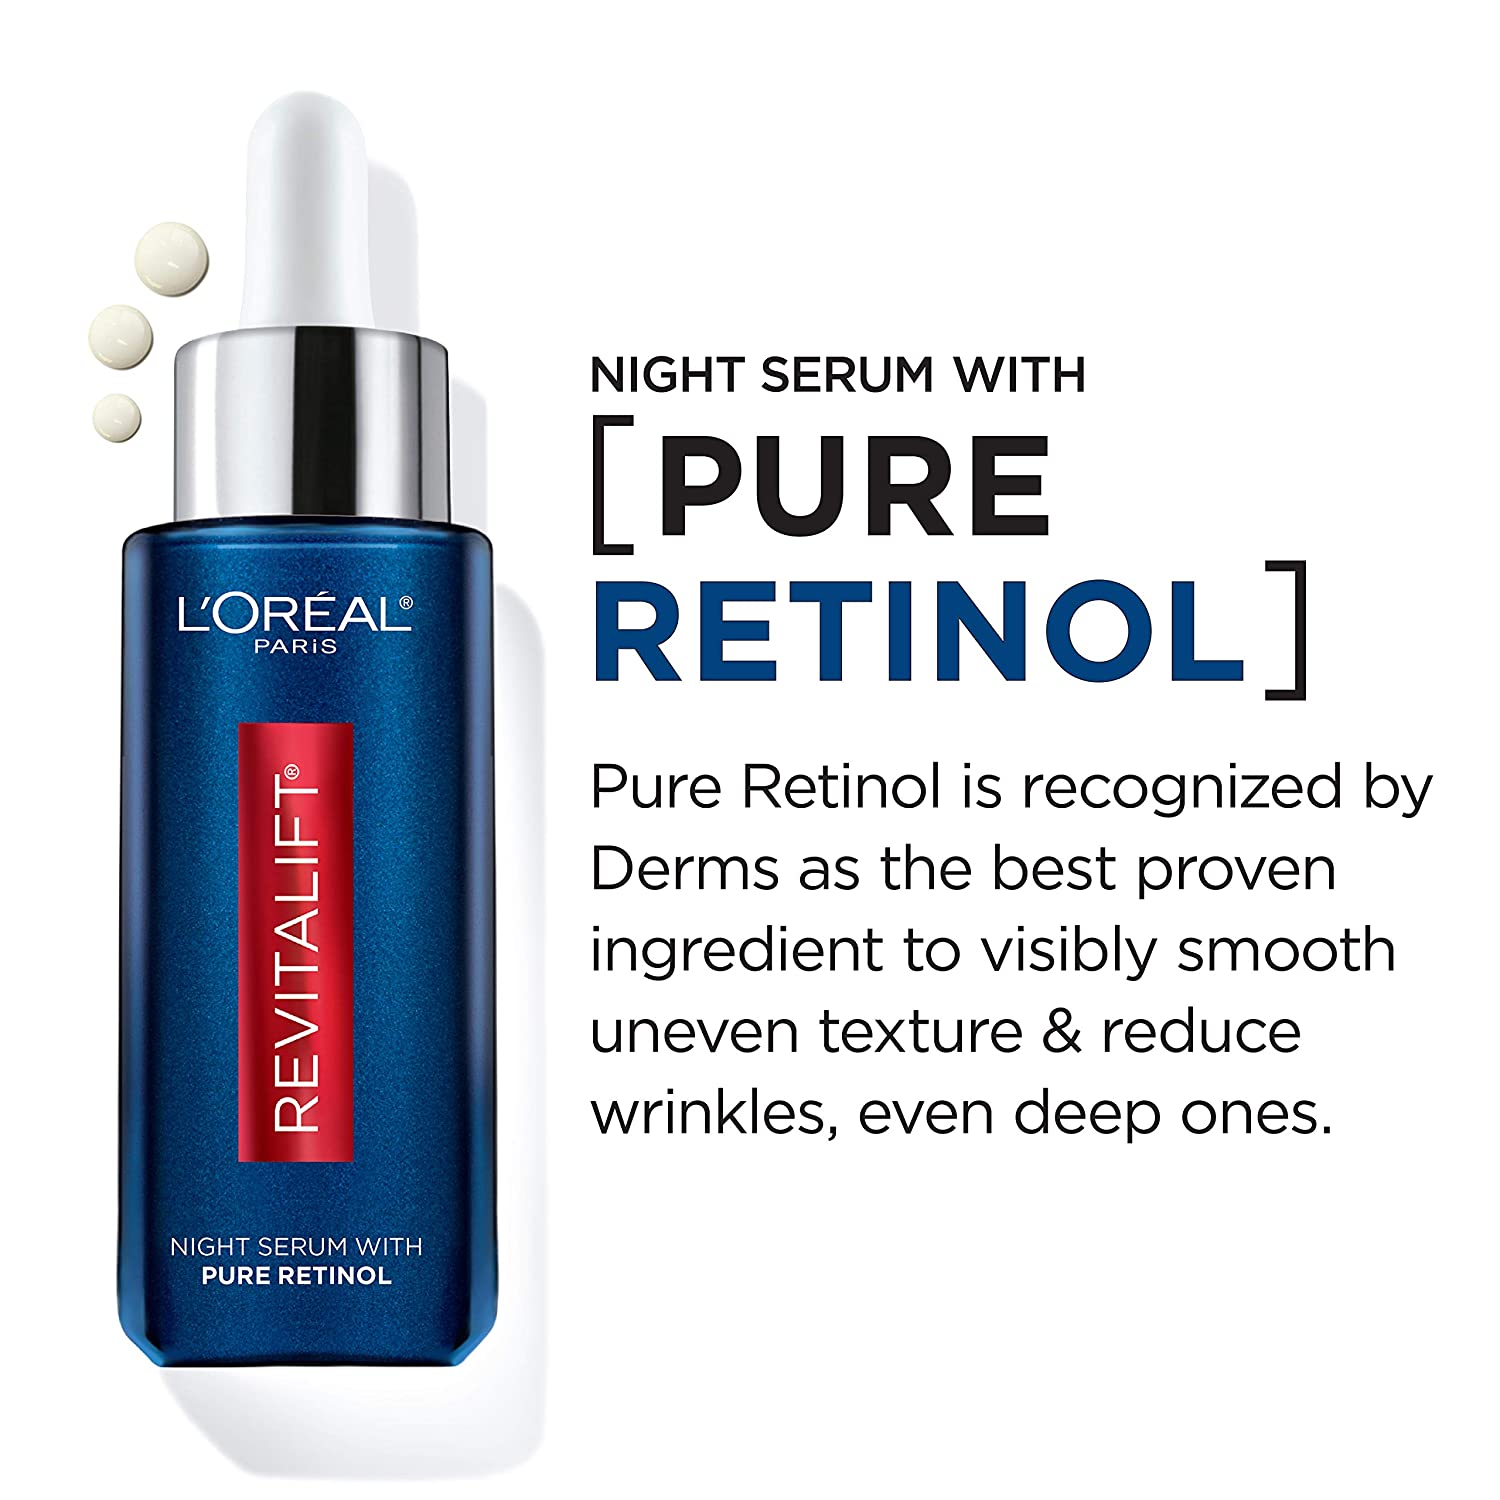 L'ORÉAL®
PARiS
REVITALIFT®
NIGHT SERUM WITH
PURE RETINOL
NIGHT SERUM WITH
[PURE
RETINOL]
Pure Retinol is recognized by
Derms as the best proven
ingredient to visibly smooth
uneven texture & reduce
wrinkles, even deep ones.